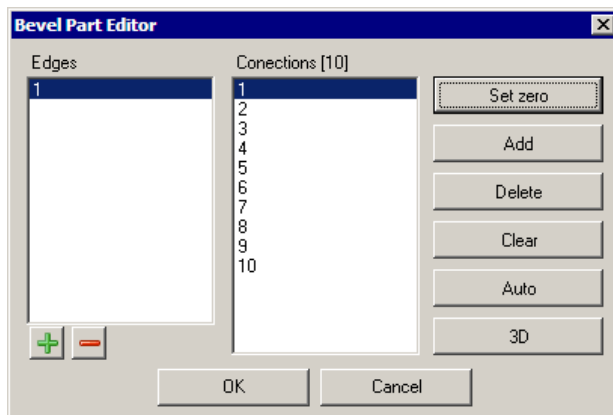 Bevel Part Editor
Edges
1
Conections [10]
1
2
3
4
5
6
7
8
9
10
Set zero
Add
Delete
Clear
Auto
3D
OK
Cancel